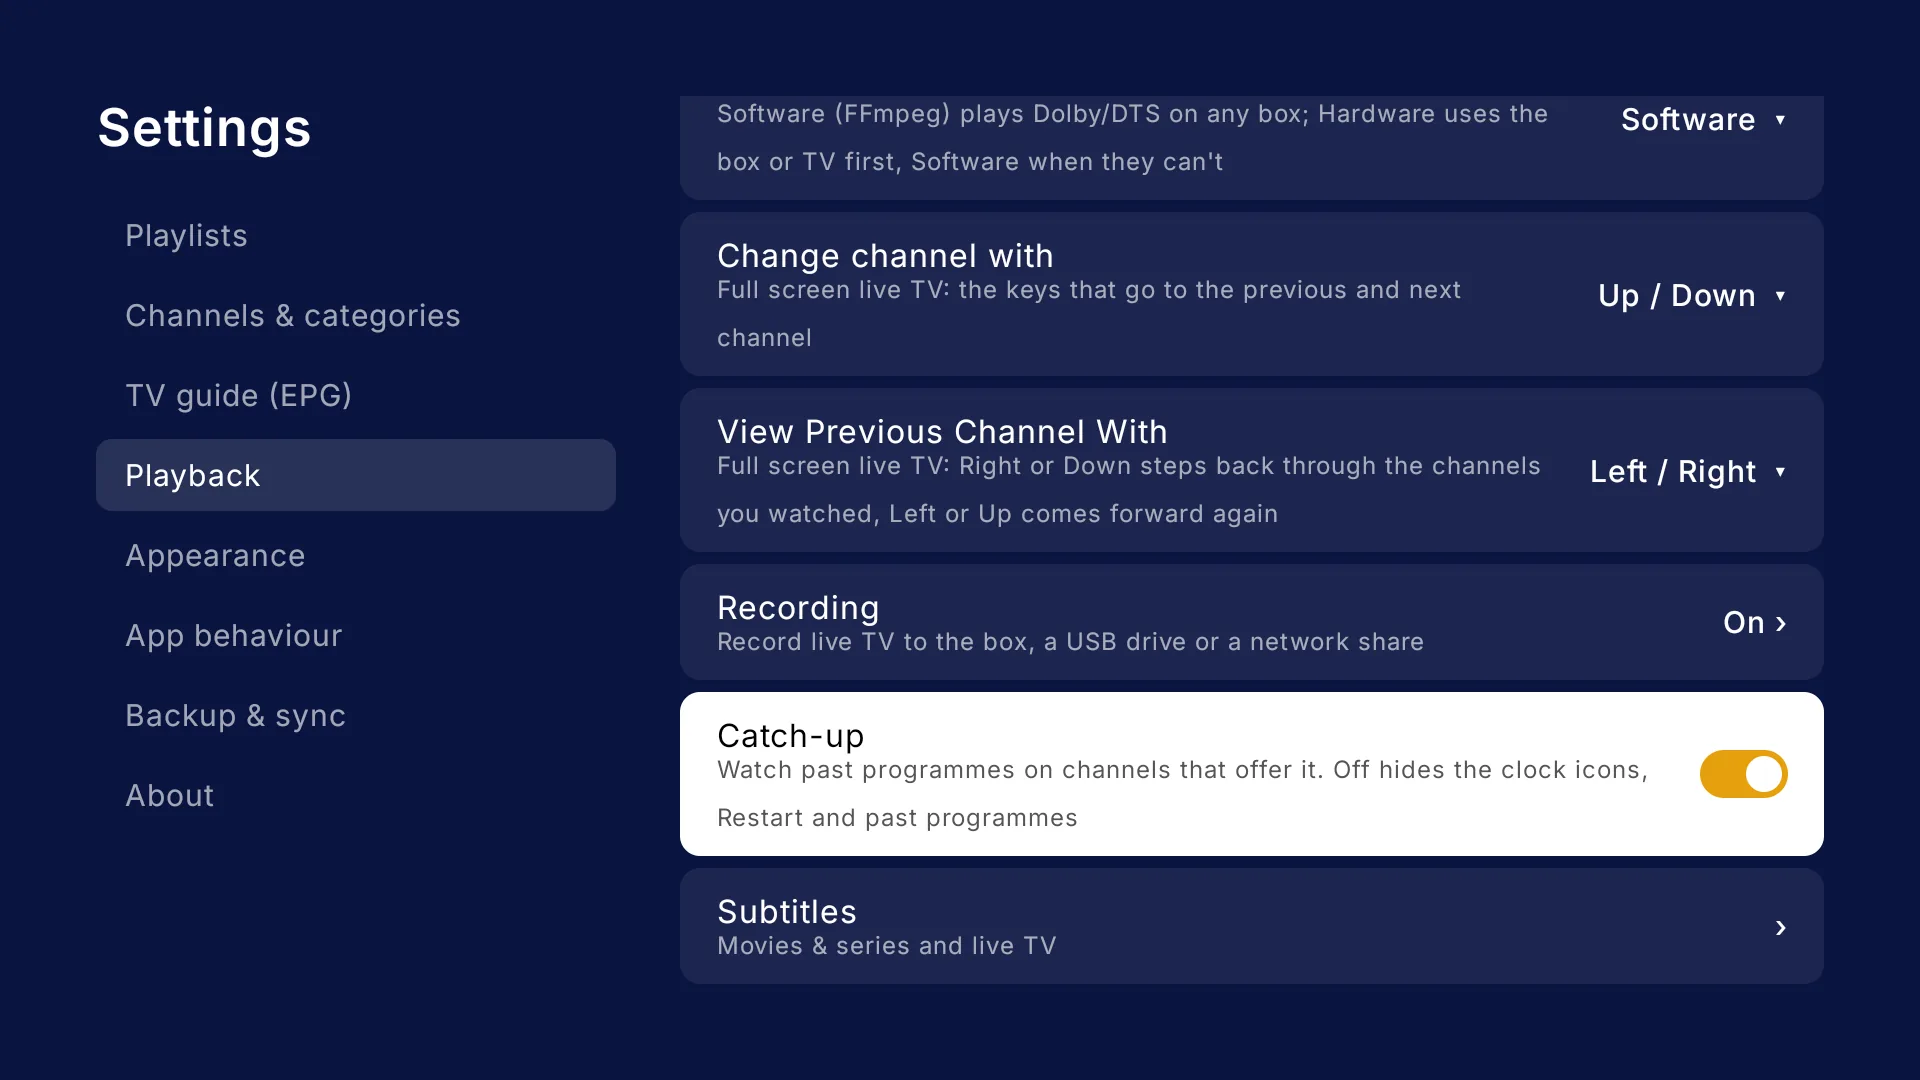 Settings
Playlists
Channels & categories
TV guide (EPG)
Playback
Appearance
App behaviour
Backup & sync
About
Software (FFmpeg) plays Dolby/DTS on any box; Hardware uses the
box or TV first, Software when they can't
Software
Change channel with
Full screen live TV: the keys that go to the previous and next
channel
Up / Down
View Previous Channel With
Full screen live TV: Right or Down steps back through the channels
you watched, Left or Up comes forward again
Left / Right
Recording
Record live TV to the box, a USB drive or a network share
On ›
Catch-up
Watch past programmes on channels that offer it. Off hides the clock icons,
Restart and past programmes
Subtitles
Movies & series and live TV
›